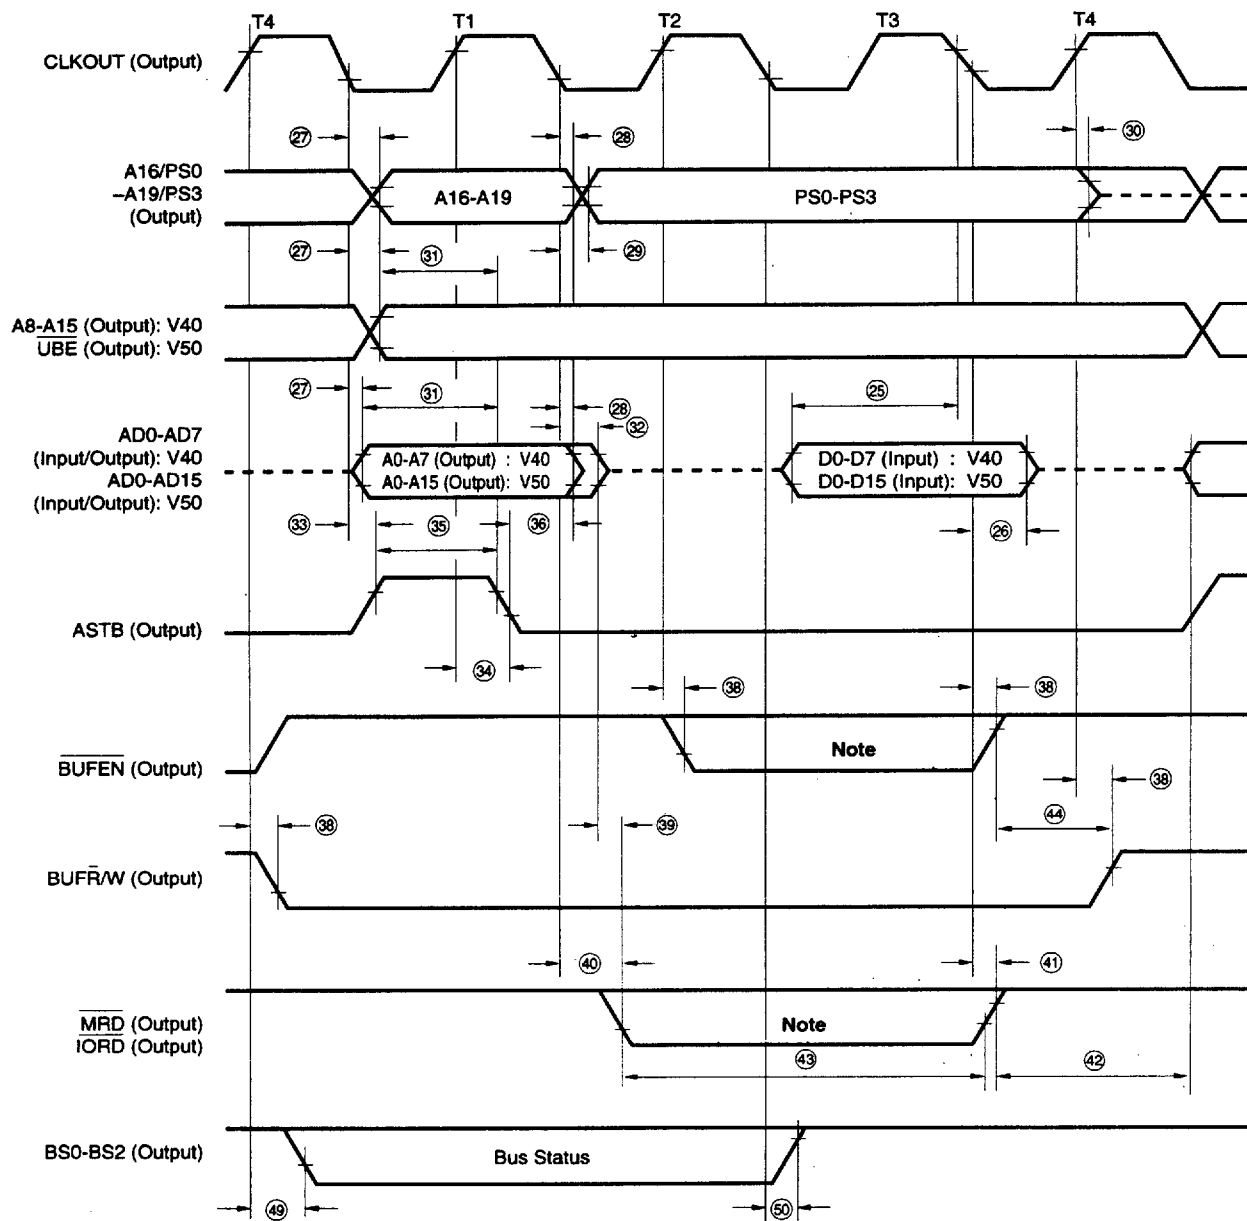 T4 T1 T2 T3 T4
CLKOUT (Output)
27 28 30
A16/PS0
–A19/PS3
(Output)
A16-A19 PS0-PS3
27 31 29
A8-A15 (Output): V40
U̅B̅E̅ (Output): V50
27 31 28 25
32
AD0-AD7
(Input/Output): V40
AD0-AD15
(Input/Output): V50
A0-A7 (Output) : V40
A0-A15 (Output): V50
D0-D7 (Input) : V40
D0-D15 (Input): V50
33 35 36 26
ASTB (Output)
34 38 38
B̅U̅F̅E̅N̅ (Output)
Note
38
44
38 39
BUFR̅/W (Output)
40 41
M̅R̅D̅ (Output)
I̅O̅R̅D̅ (Output)
Note
43 42
BS0-BS2 (Output)
Bus Status
49 50